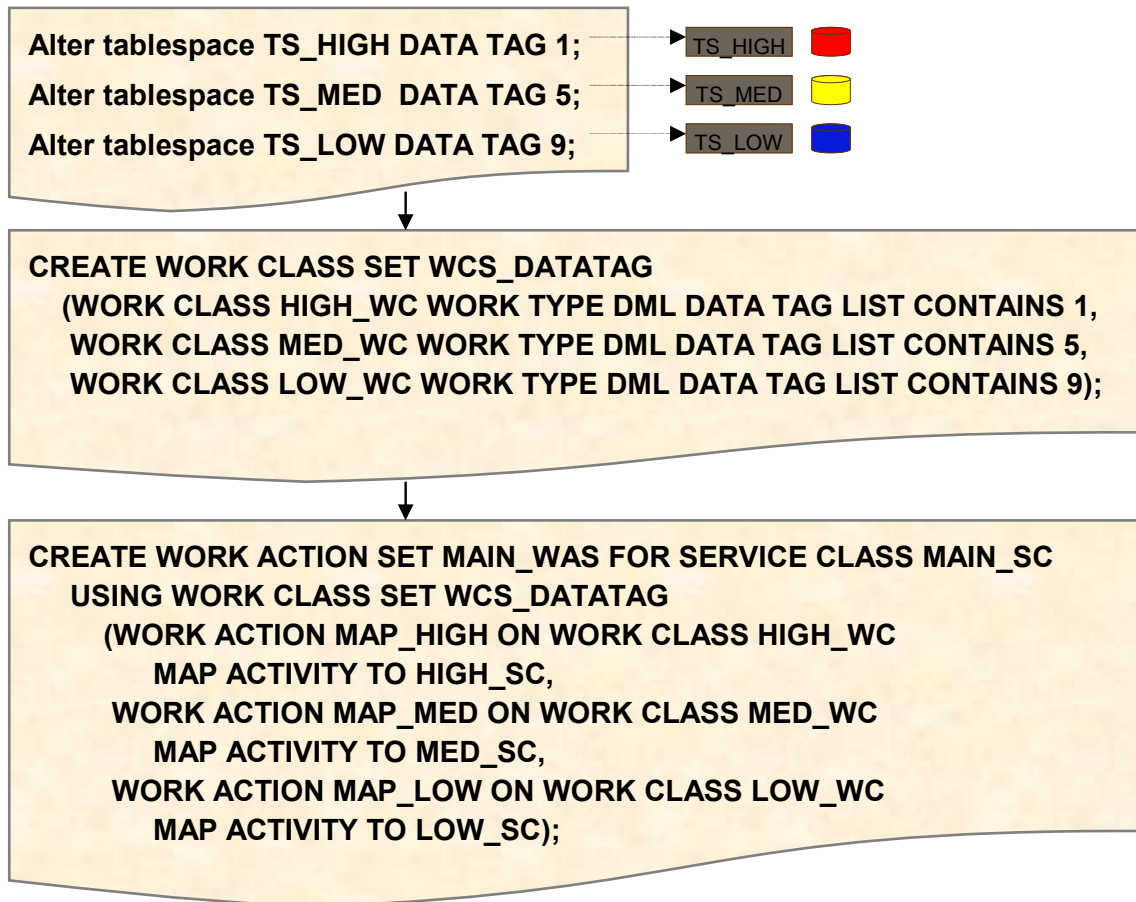 Alter tablespace TS_HIGH DATA TAG 1;
TS_HIGH
Alter tablespace TS_MED DATA TAG 5;
TS_MED
Alter tablespace TS_LOW DATA TAG 9;
TS_LOW
CREATE WORK CLASS SET WCS_DATATAG
(WORK CLASS HIGH_WC WORK TYPE DML DATA TAG LIST CONTAINS 1,
WORK CLASS MED_WC WORK TYPE DML DATA TAG LIST CONTAINS 5,
WORK CLASS LOW_WC WORK TYPE DML DATA TAG LIST CONTAINS 9);
CREATE WORK ACTION SET MAIN_WAS FOR SERVICE CLASS MAIN_SC
USING WORK CLASS SET WCS_DATATAG
(WORK ACTION MAP_HIGH ON WORK CLASS HIGH_WC
MAP ACTIVITY TO HIGH_SC,
WORK ACTION MAP_MED ON WORK CLASS MED_WC
MAP ACTIVITY TO MED_SC,
WORK ACTION MAP_LOW ON WORK CLASS LOW_WC
MAP ACTIVITY TO LOW_SC);